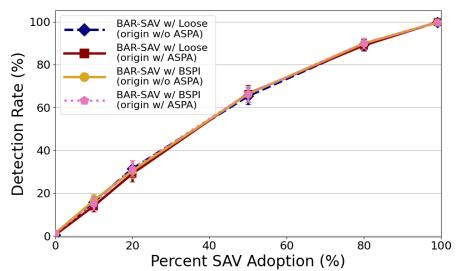 BAR-SAV w/ Loose
(origin w/o ASPA)
BAR-SAV w/ Loose
(origin w/ ASPA)
BAR-SAV w/ BSPI
(origin w/o ASPA)
BAR-SAV w/ BSPI
(origin w/ ASPA)
Detection Rate (%)
100
80
60
40
20
0
0 20 40 60 80 100
Percent SAV Adoption (%)